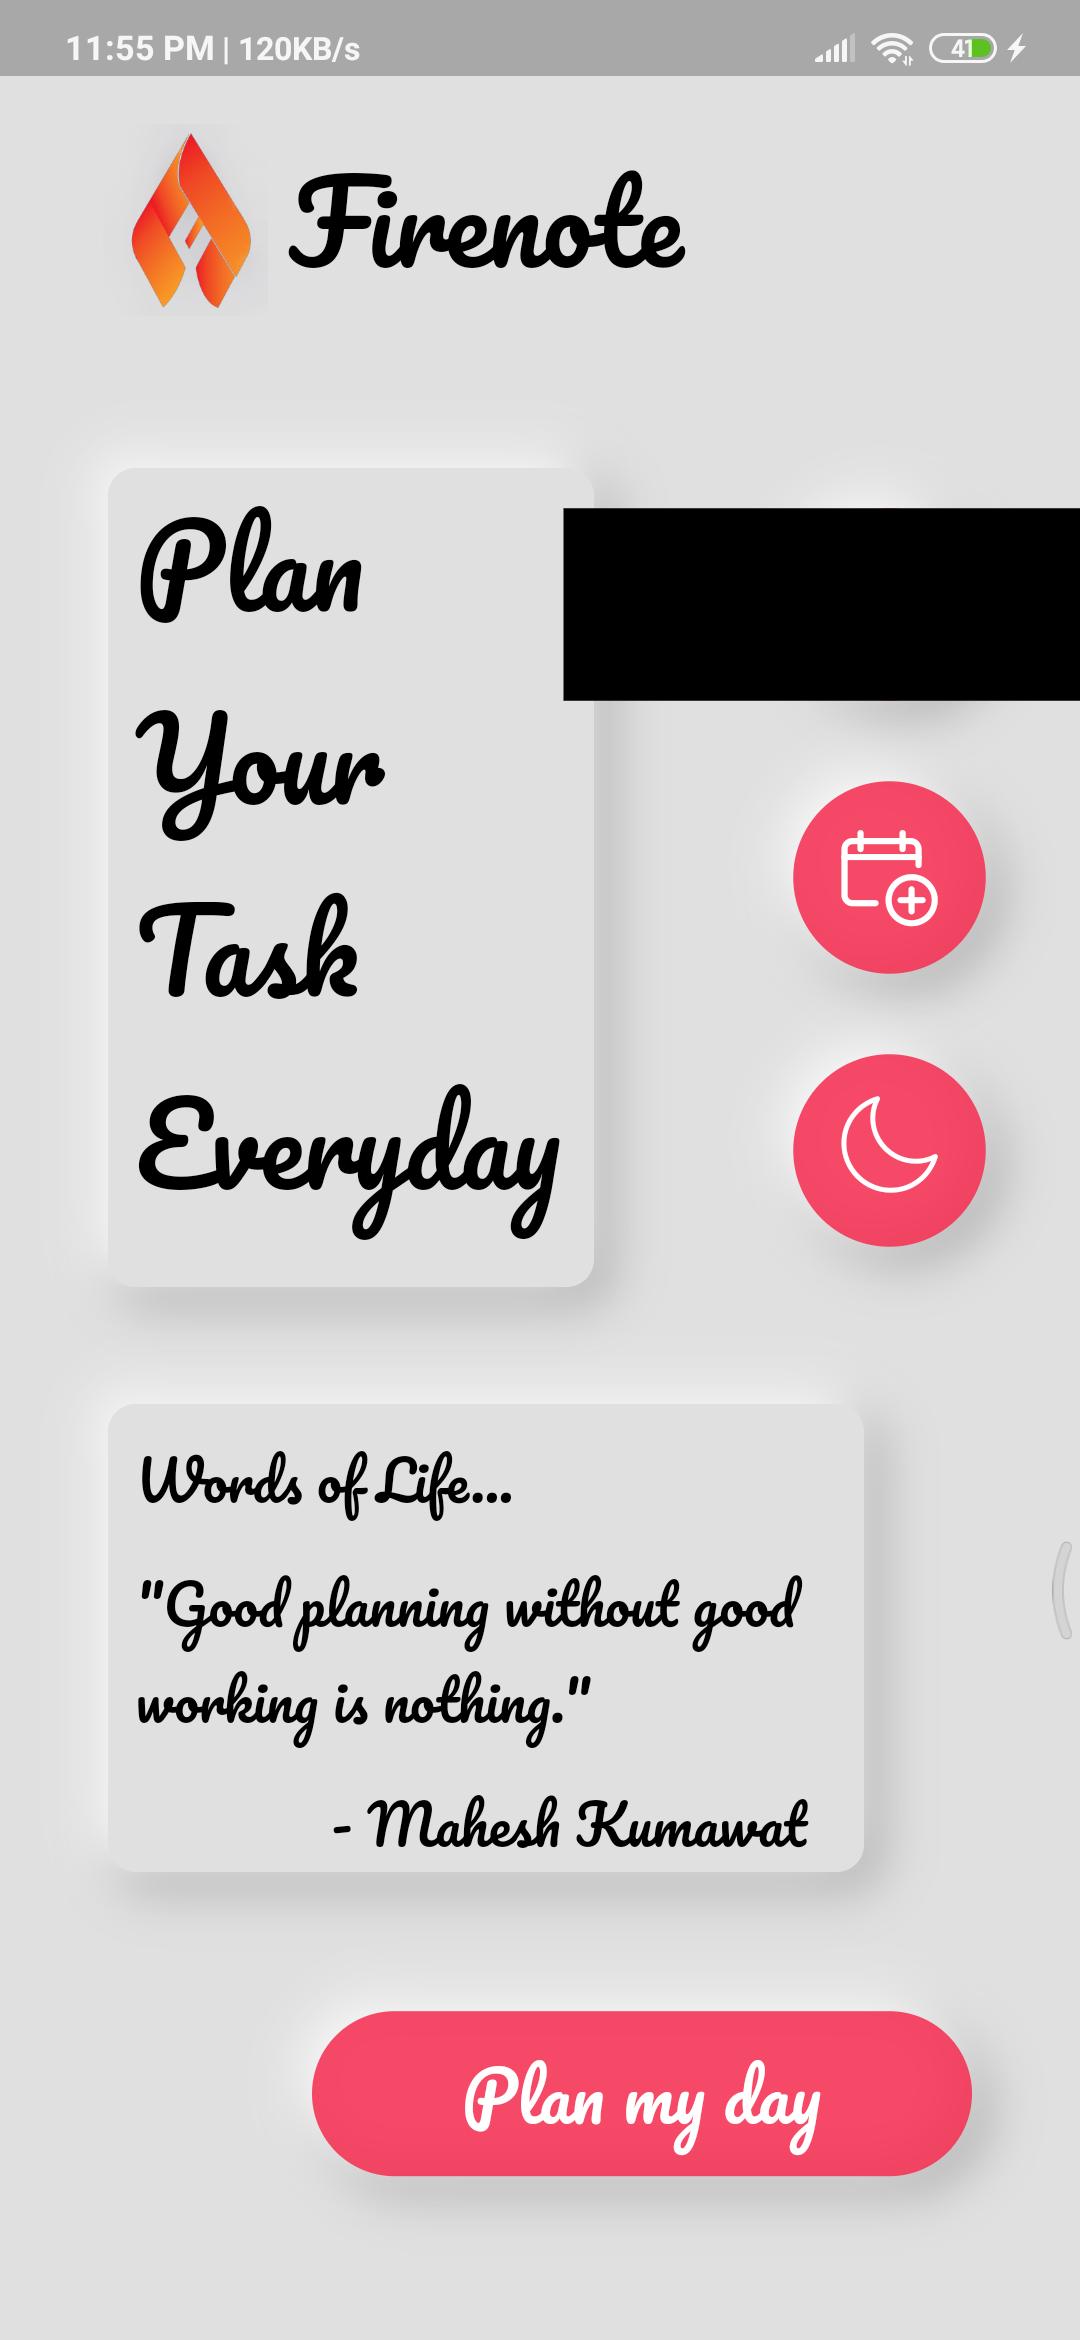 11:55 PM | 120KB/s
41
Firenote
Plan
Your
Task
Everyday
Words of Life...
"Good planning without good
working is nothing."
- Mahesh Kumawat
Plan my day